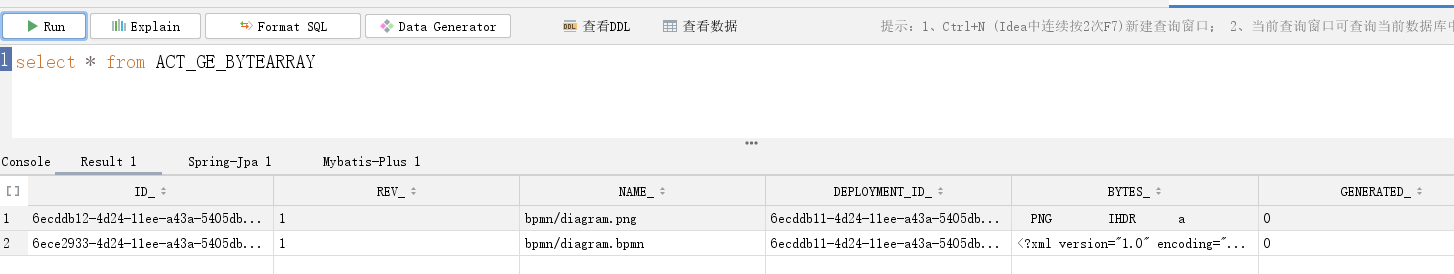 Run Explain Format SQL Data Generator 查看DDL 查看数据 提示：1、Ctrl+N (Idea中连续按2次F7)新建查询窗口； 2、当前查询窗口可查询当前数据库中
1 select * from ACT_GE_BYTEARRAY
Console Result 1 Spring-Jpa 1 Mybatis-Plus 1
ID_ REV_ NAME_ DEPLOYMENT_ID_ BYTES_ GENERATED_
1 6ecddb12-4d24-11ee-a43a-5405db... 1 bpmn/diagram.png 6ecddb11-4d24-11ee-a43a-5405db... PNG IHDR a 0
2 6ece2933-4d24-11ee-a43a-5405db... 1 bpmn/diagram.bpmn 6ecddb11-4d24-11ee-a43a-5405db... <?xml version="1.0" encoding="... 0